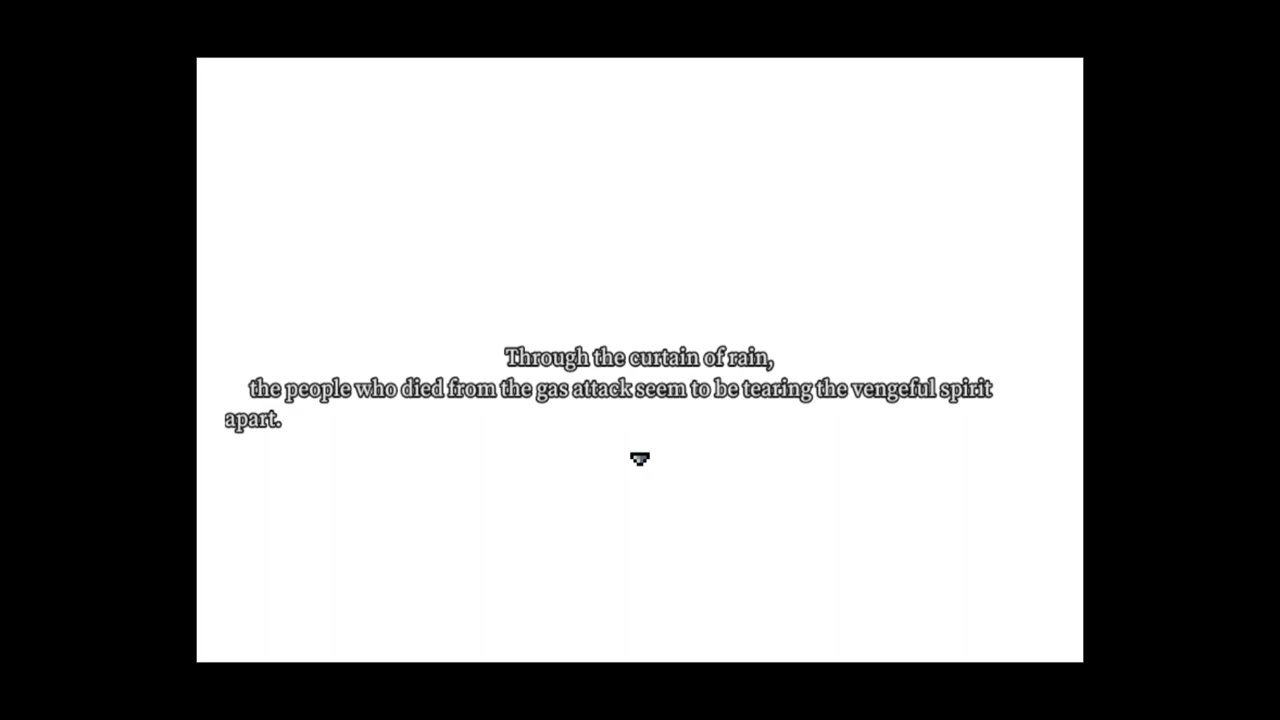 Through the curtain of rain,
the people who died from the gas attack seem to be tearing the vengeful spirit
apart.